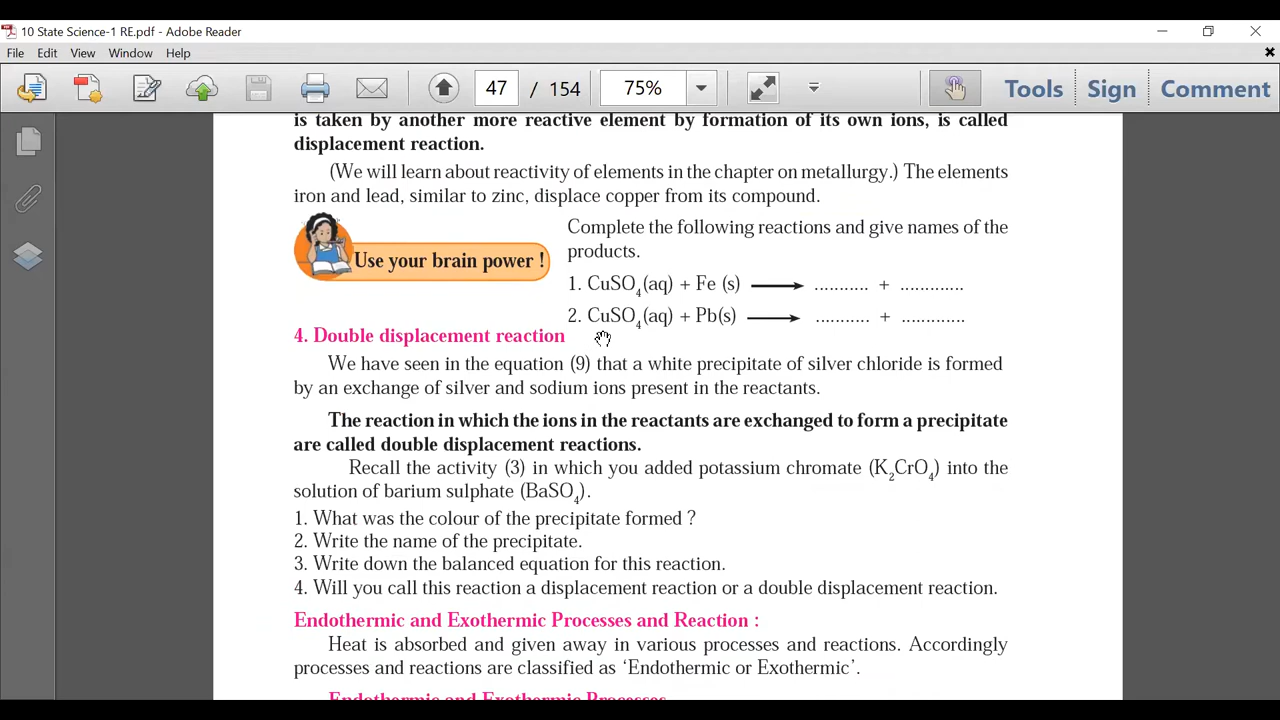 10 State Science-1 RE.pdf - Adobe Reader
File Edit View Window Help
47 / 154 75% Tools Sign Comment
is taken by another more reactive element by formation of its own ions, is called
displacement reaction.
(We will learn about reactivity of elements in the chapter on metallurgy.) The elements
iron and lead, similar to zinc, displace copper from its compound.
Use your brain power !
Complete the following reactions and give names of the
products.
1. CuSO₄(aq) + Fe (s) ⟶ ........... + .............
2. CuSO₄(aq) + Pb(s) ⟶ ........... + .............
4. Double displacement reaction
We have seen in the equation (9) that a white precipitate of silver chloride is formed
by an exchange of silver and sodium ions present in the reactants.
The reaction in which the ions in the reactants are exchanged to form a precipitate
are called double displacement reactions.
Recall the activity (3) in which you added potassium chromate (K₂CrO₄) into the
solution of barium sulphate (BaSO₄).
1. What was the colour of the precipitate formed ?
2. Write the name of the precipitate.
3. Write down the balanced equation for this reaction.
4. Will you call this reaction a displacement reaction or a double displacement reaction.
Endothermic and Exothermic Processes and Reaction :
Heat is absorbed and given away in various processes and reactions. Accordingly
processes and reactions are classified as ‘Endothermic or Exothermic’.
Endothermic and Exothermic Processes